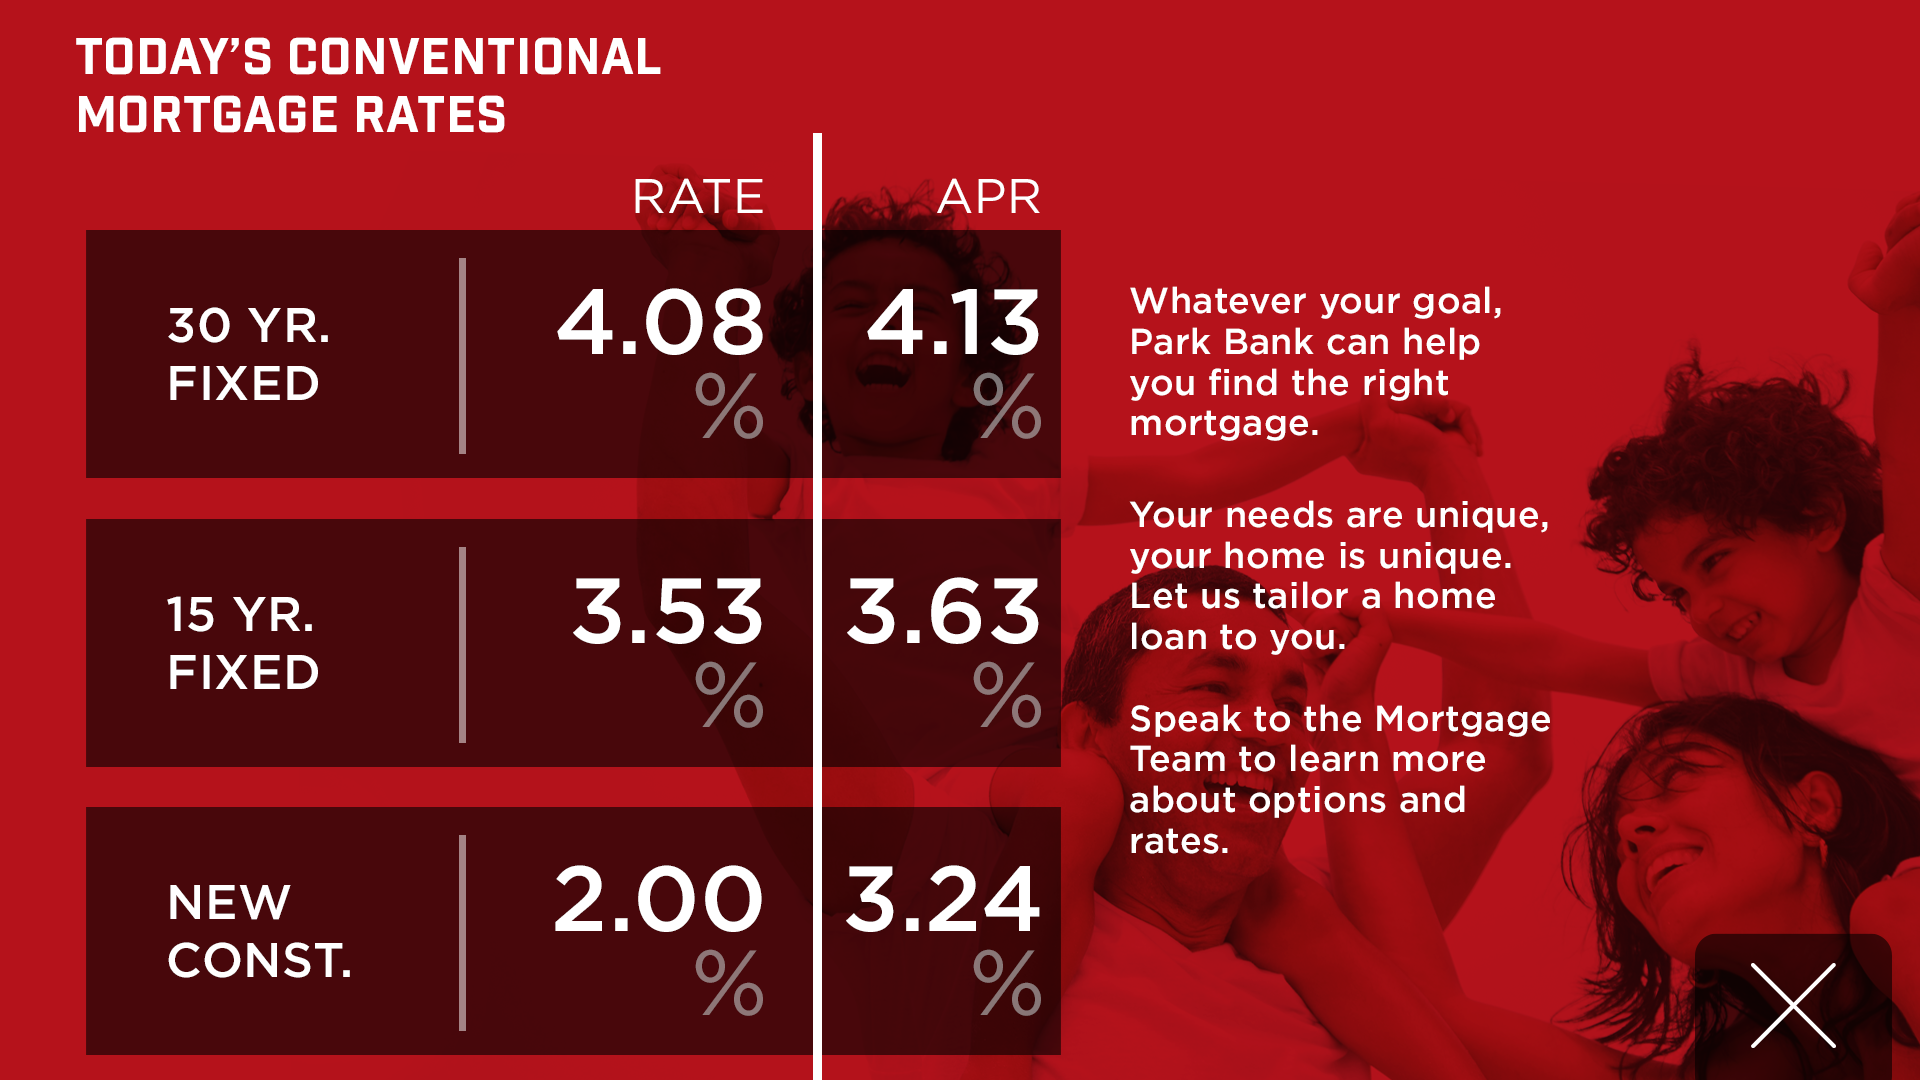 TODAY’S CONVENTIONAL
MORTGAGE RATES
RATE APR
30 YR.
FIXED
4.08 4.13
% %
15 YR.
FIXED
3.53 3.63
% %
NEW
CONST.
2.00 3.24
% %
Whatever your goal,
Park Bank can help
you find the right
mortgage.
Your needs are unique,
your home is unique.
Let us tailor a home
loan to you.
Speak to the Mortgage
Team to learn more
about options and
rates.